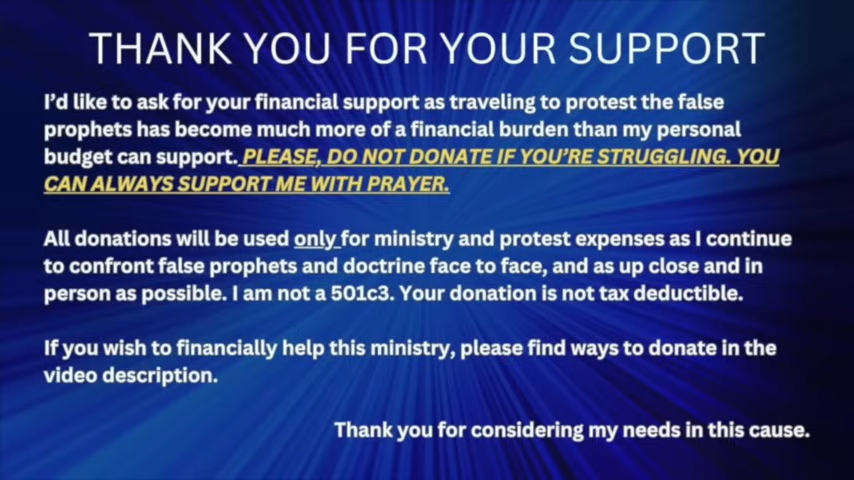 THANK YOU FOR YOUR SUPPORT
I'd like to ask for your financial support as traveling to protest the false
prophets has become much more of a financial burden than my personal
budget can support. PLEASE, DO NOT DONATE IF YOU'RE STRUGGLING. YOU
CAN ALWAYS SUPPORT ME WITH PRAYER.
All donations will be used only for ministry and protest expenses as I continue
to confront false prophets and doctrine face to face, and as up close and in
person as possible. I am not a 501c3. Your donation is not tax deductible.
If you wish to financially help this ministry, please find ways to donate in the
video description.
Thank you for considering my needs in this cause.